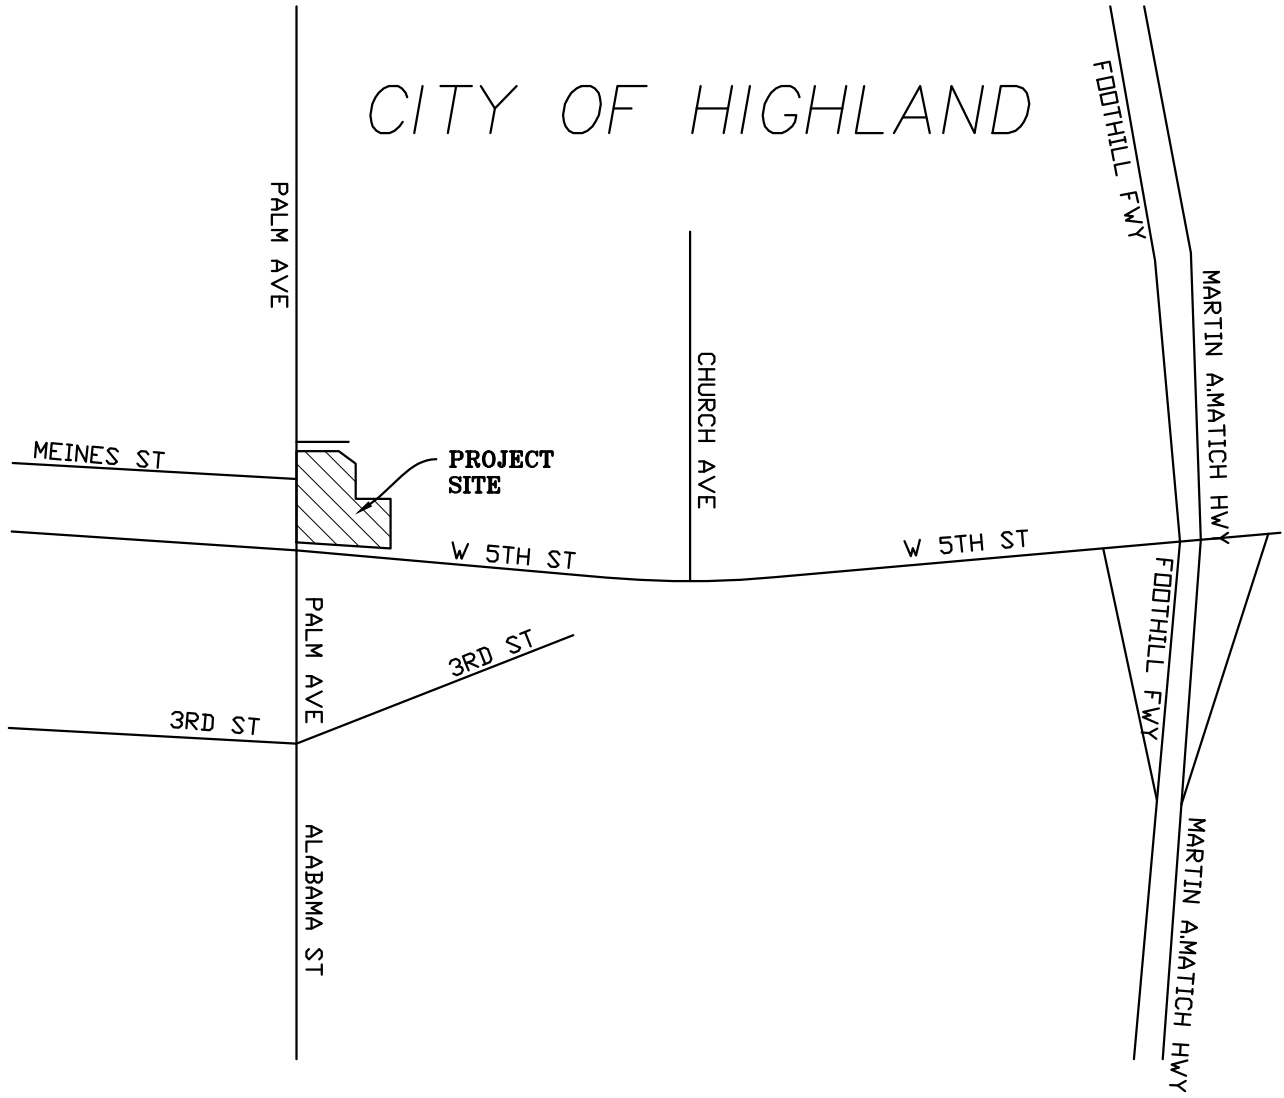 CITY OF HIGHLAND
FOOTHILL FWY
PALM AVE
MARTIN A.MATICH HWY
CHURCH AVE
MEINES ST
PROJECT
SITE
W 5TH ST
W 5TH ST
FOOTHILL FWY
PALM AVE
3RD ST
3RD ST
ALABAMA ST
MARTIN A.MATICH HWY